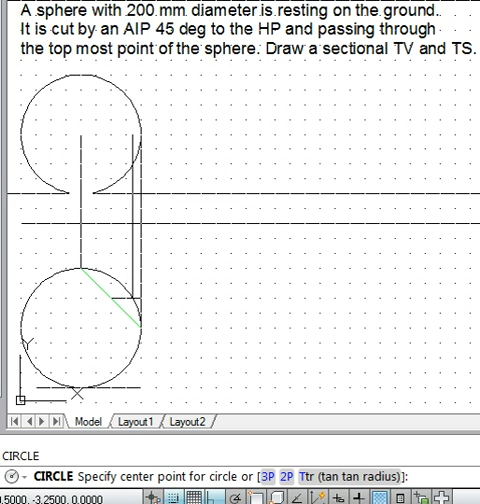 A sphere with 200 mm diameter is resting on the ground.
It is cut by an AIP 45 deg to the HP and passing through
the top most point of the sphere. Draw a sectional TV and TS.
Y
X
Model Layout1 Layout2
CIRCLE
CIRCLE Specify center point for circle or [3P 2P Ttr (tan tan radius)]:
.5000, -3.2500, 0.0000